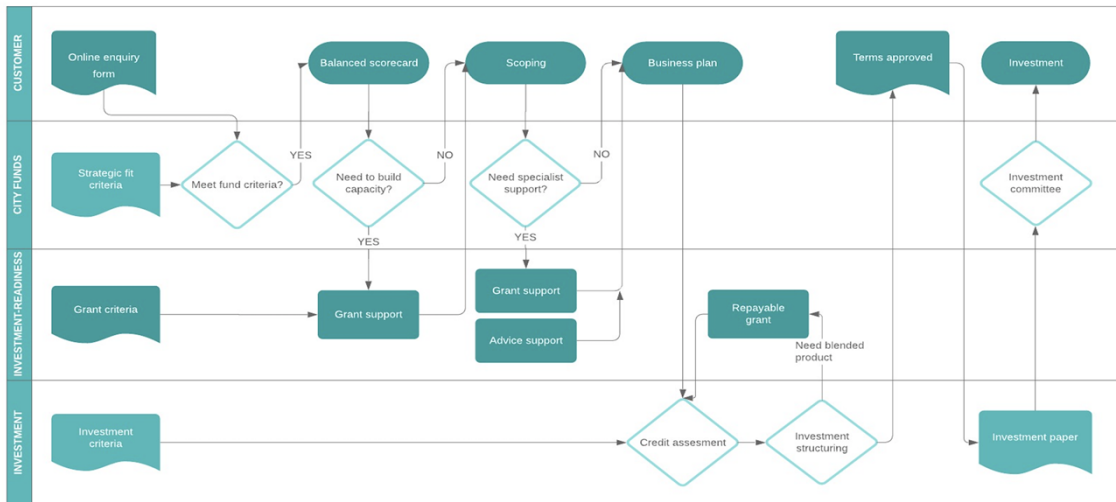 CUSTOMER
Online enquiry
form
Balanced scorecard
Scoping
Business plan
Terms approved
Investment
CITY FUNDS
Strategic fit
criteria
Meet fund criteria?
YES
Need to build
capacity?
NO
YES
Need specialist
support?
NO
YES
Investment
committee
INVESTMENT-READINESS
Grant criteria
Grant support
Grant support
Advice support
Repayable
grant
Need blended
product
INVESTMENT
Investment
criteria
Credit assesment
Investment
structuring
Investment paper